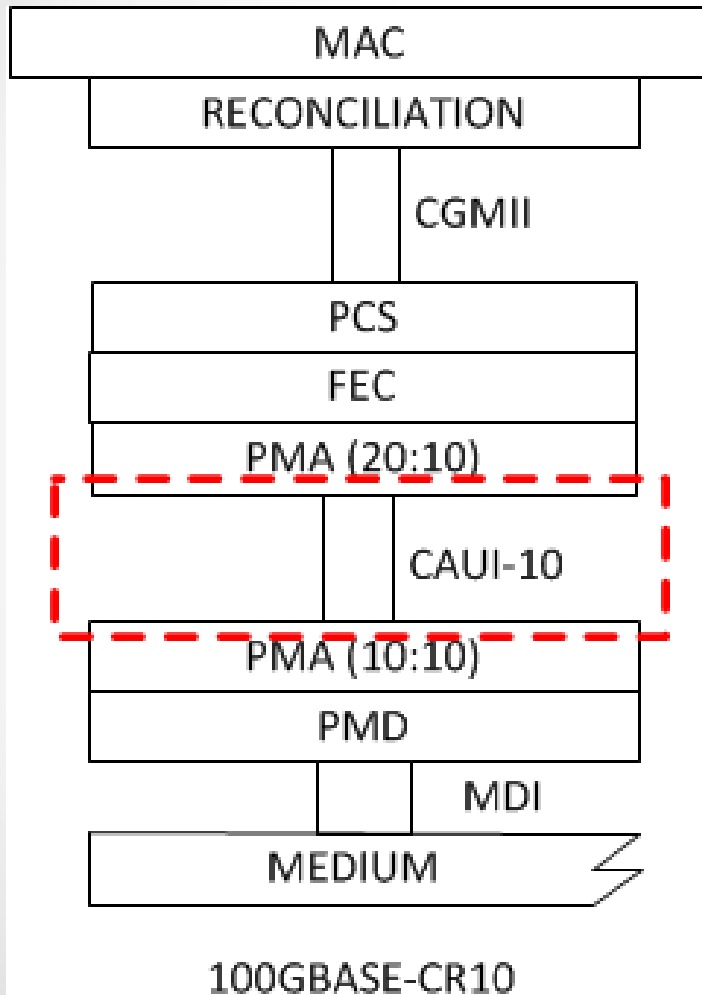 MAC
RECONCILIATION
CGMII
PCS
FEC
PMA (20:10)
CAUI-10
PMA (10:10)
PMD
MDI
MEDIUM
100GBASE-CR10